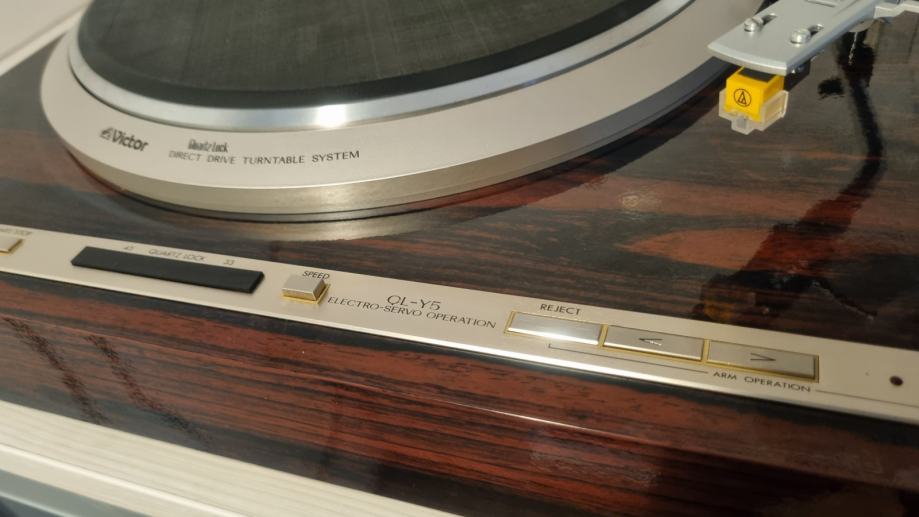 Victor
Quartz Lock
DIRECT DRIVE TURNTABLE SYSTEM
45 QUARTZ LOCK 33
SPEED
QL-Y5
ELECTRO-SERVO OPERATION
REJECT
ARM OPERATION